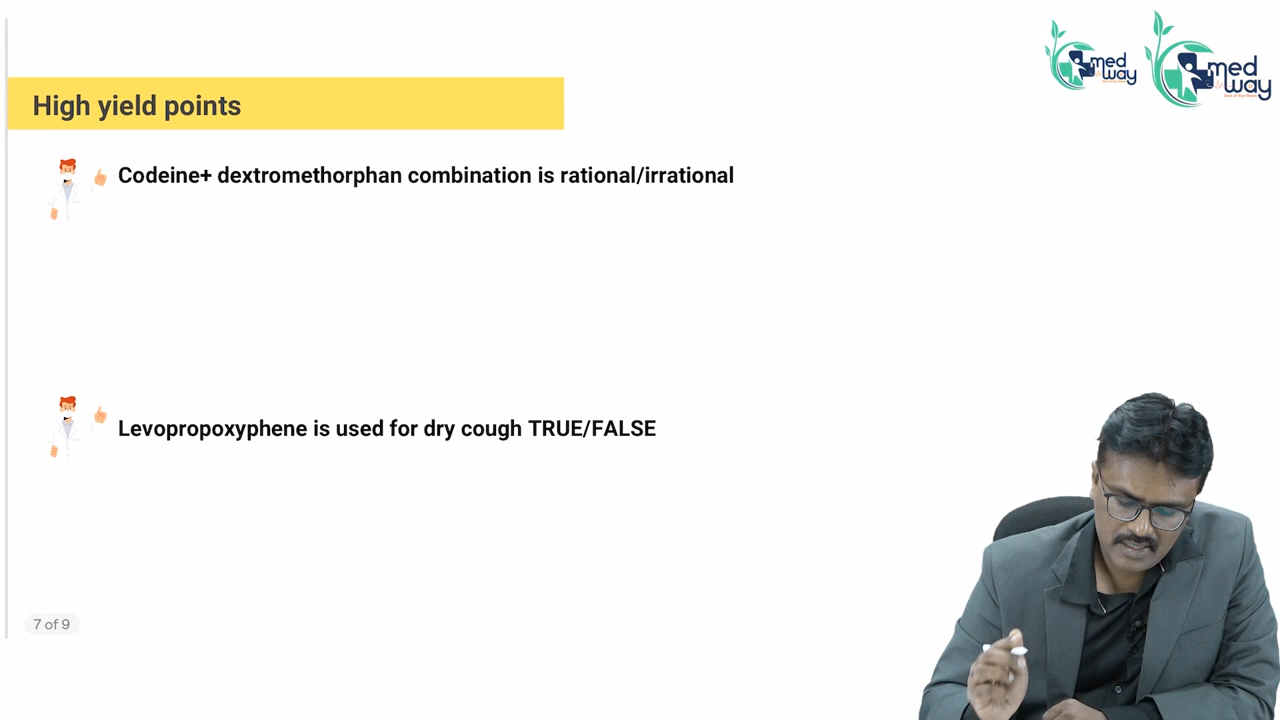 med
way
med
way
High yield points
Codeine+ dextromethorphan combination is rational/irrational
Levopropoxyphene is used for dry cough TRUE/FALSE
7 of 9